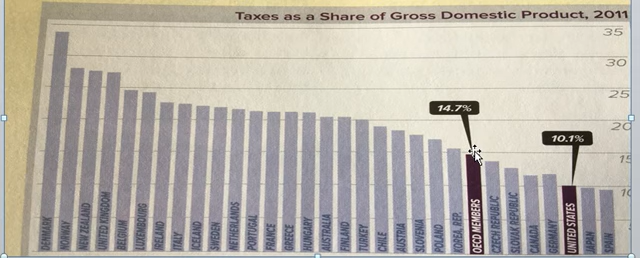 Taxes as a Share of Gross Domestic Product, 2011
35
30
25
20
15
10
14.7%
10.1%
DENMARK
NORWAY
NEW ZEALAND
UNITED KINGDOM
BELGIUM
LUXEMBOURG
IRELAND
ITALY
ICELAND
SWEDEN
NETHERLANDS
PORTUGAL
FRANCE
GREECE
HUNGARY
AUSTRALIA
FINLAND
TURKEY
CHILE
AUSTRIA
SLOVENIA
POLAND
KOREA, REP.
OECD MEMBERS
CZECH REPUBLIC
SLOVAK REPUBLIC
CANADA
GERMANY
UNITED STATES
JAPAN
SPAIN